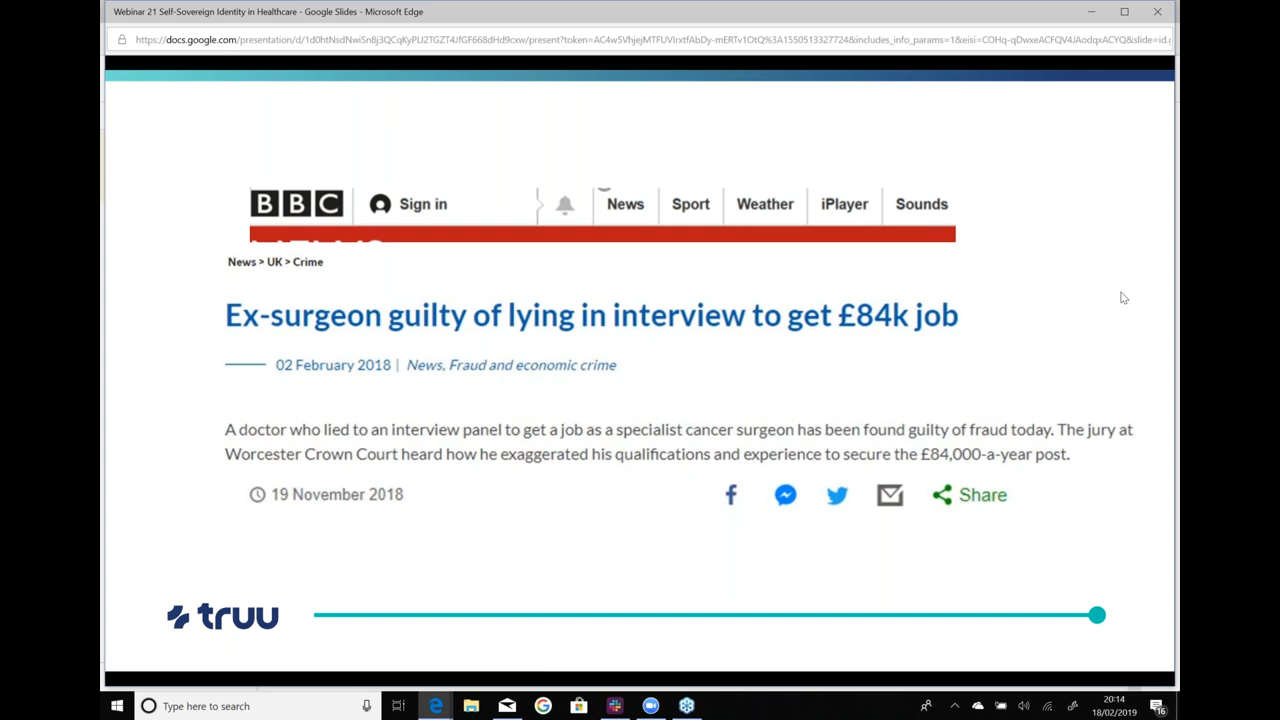 Webinar 21 Self-Sovereign Identity in Healthcare - Google Slides - Microsoft Edge
BBC Sign in News Sport Weather iPlayer Sounds
News > UK > Crime
Ex-surgeon guilty of lying in interview to get £84k job
02 February 2018 | News, Fraud and economic crime
A doctor who lied to an interview panel to get a job as a specialist cancer surgeon has been found guilty of fraud today. The jury at
Worcester Crown Court heard how he exaggerated his qualifications and experience to secure the £84,000-a-year post.
19 November 2018 Share
truu
Type here to search
20:14
18/02/2019
16